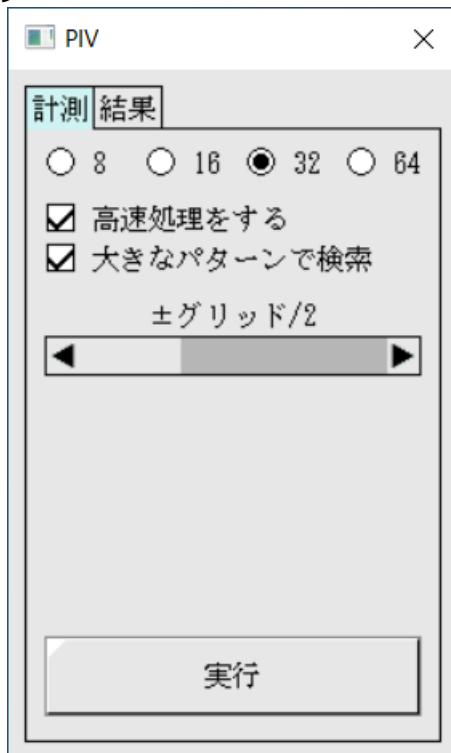 PIV
計測 結果
8 16 32 64
高速処理をする
大きなパターンで検索
±グリッド/2
実行